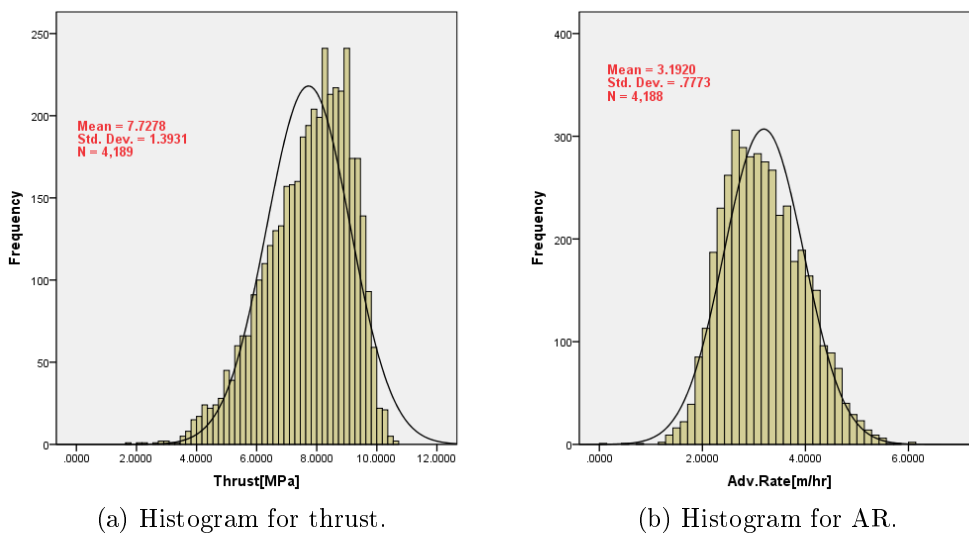 250
200
150
100
50
0
Frequency
Mean = 7.7278
Std. Dev. = 1.3931
N = 4,189
.0000
2.0000
4.0000
6.0000
8.0000
10.0000
12.0000
Thrust[MPa]
(a) Histogram for thrust.
400
300
200
100
0
Frequency
Mean = 3.1920
Std. Dev. = .7773
N = 4,188
.0000
2.0000
4.0000
6.0000
Adv.Rate[m/hr]
(b) Histogram for AR.